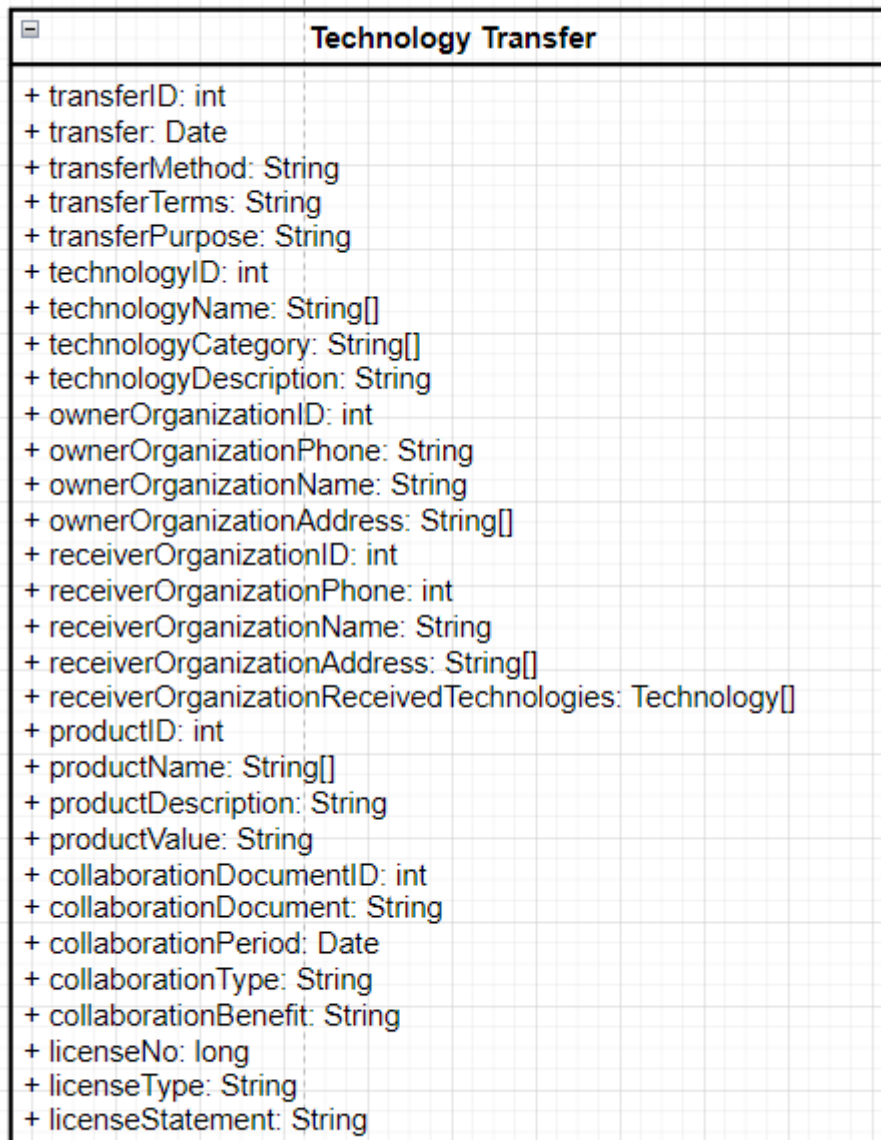 Technology Transfer
+ transferID: int
+ transfer: Date
+ transferMethod: String
+ transferTerms: String
+ transferPurpose: String
+ technologyID: int
+ technologyName: String[]
+ technologyCategory: String[]
+ technologyDescription: String
+ ownerOrganizationID: int
+ ownerOrganizationPhone: String
+ ownerOrganizationName: String
+ ownerOrganizationAddress: String[]
+ receiverOrganizationID: int
+ receiverOrganizationPhone: int
+ receiverOrganizationName: String
+ receiverOrganizationAddress: String[]
+ receiverOrganizationReceivedTechnologies: Technology[]
+ productID: int
+ productName: String[]
+ productDescription: String
+ productValue: String
+ collaborationDocumentID: int
+ collaborationDocument: String
+ collaborationPeriod: Date
+ collaborationType: String
+ collaborationBenefit: String
+ licenseNo: long
+ licenseType: String
+ licenseStatement: String